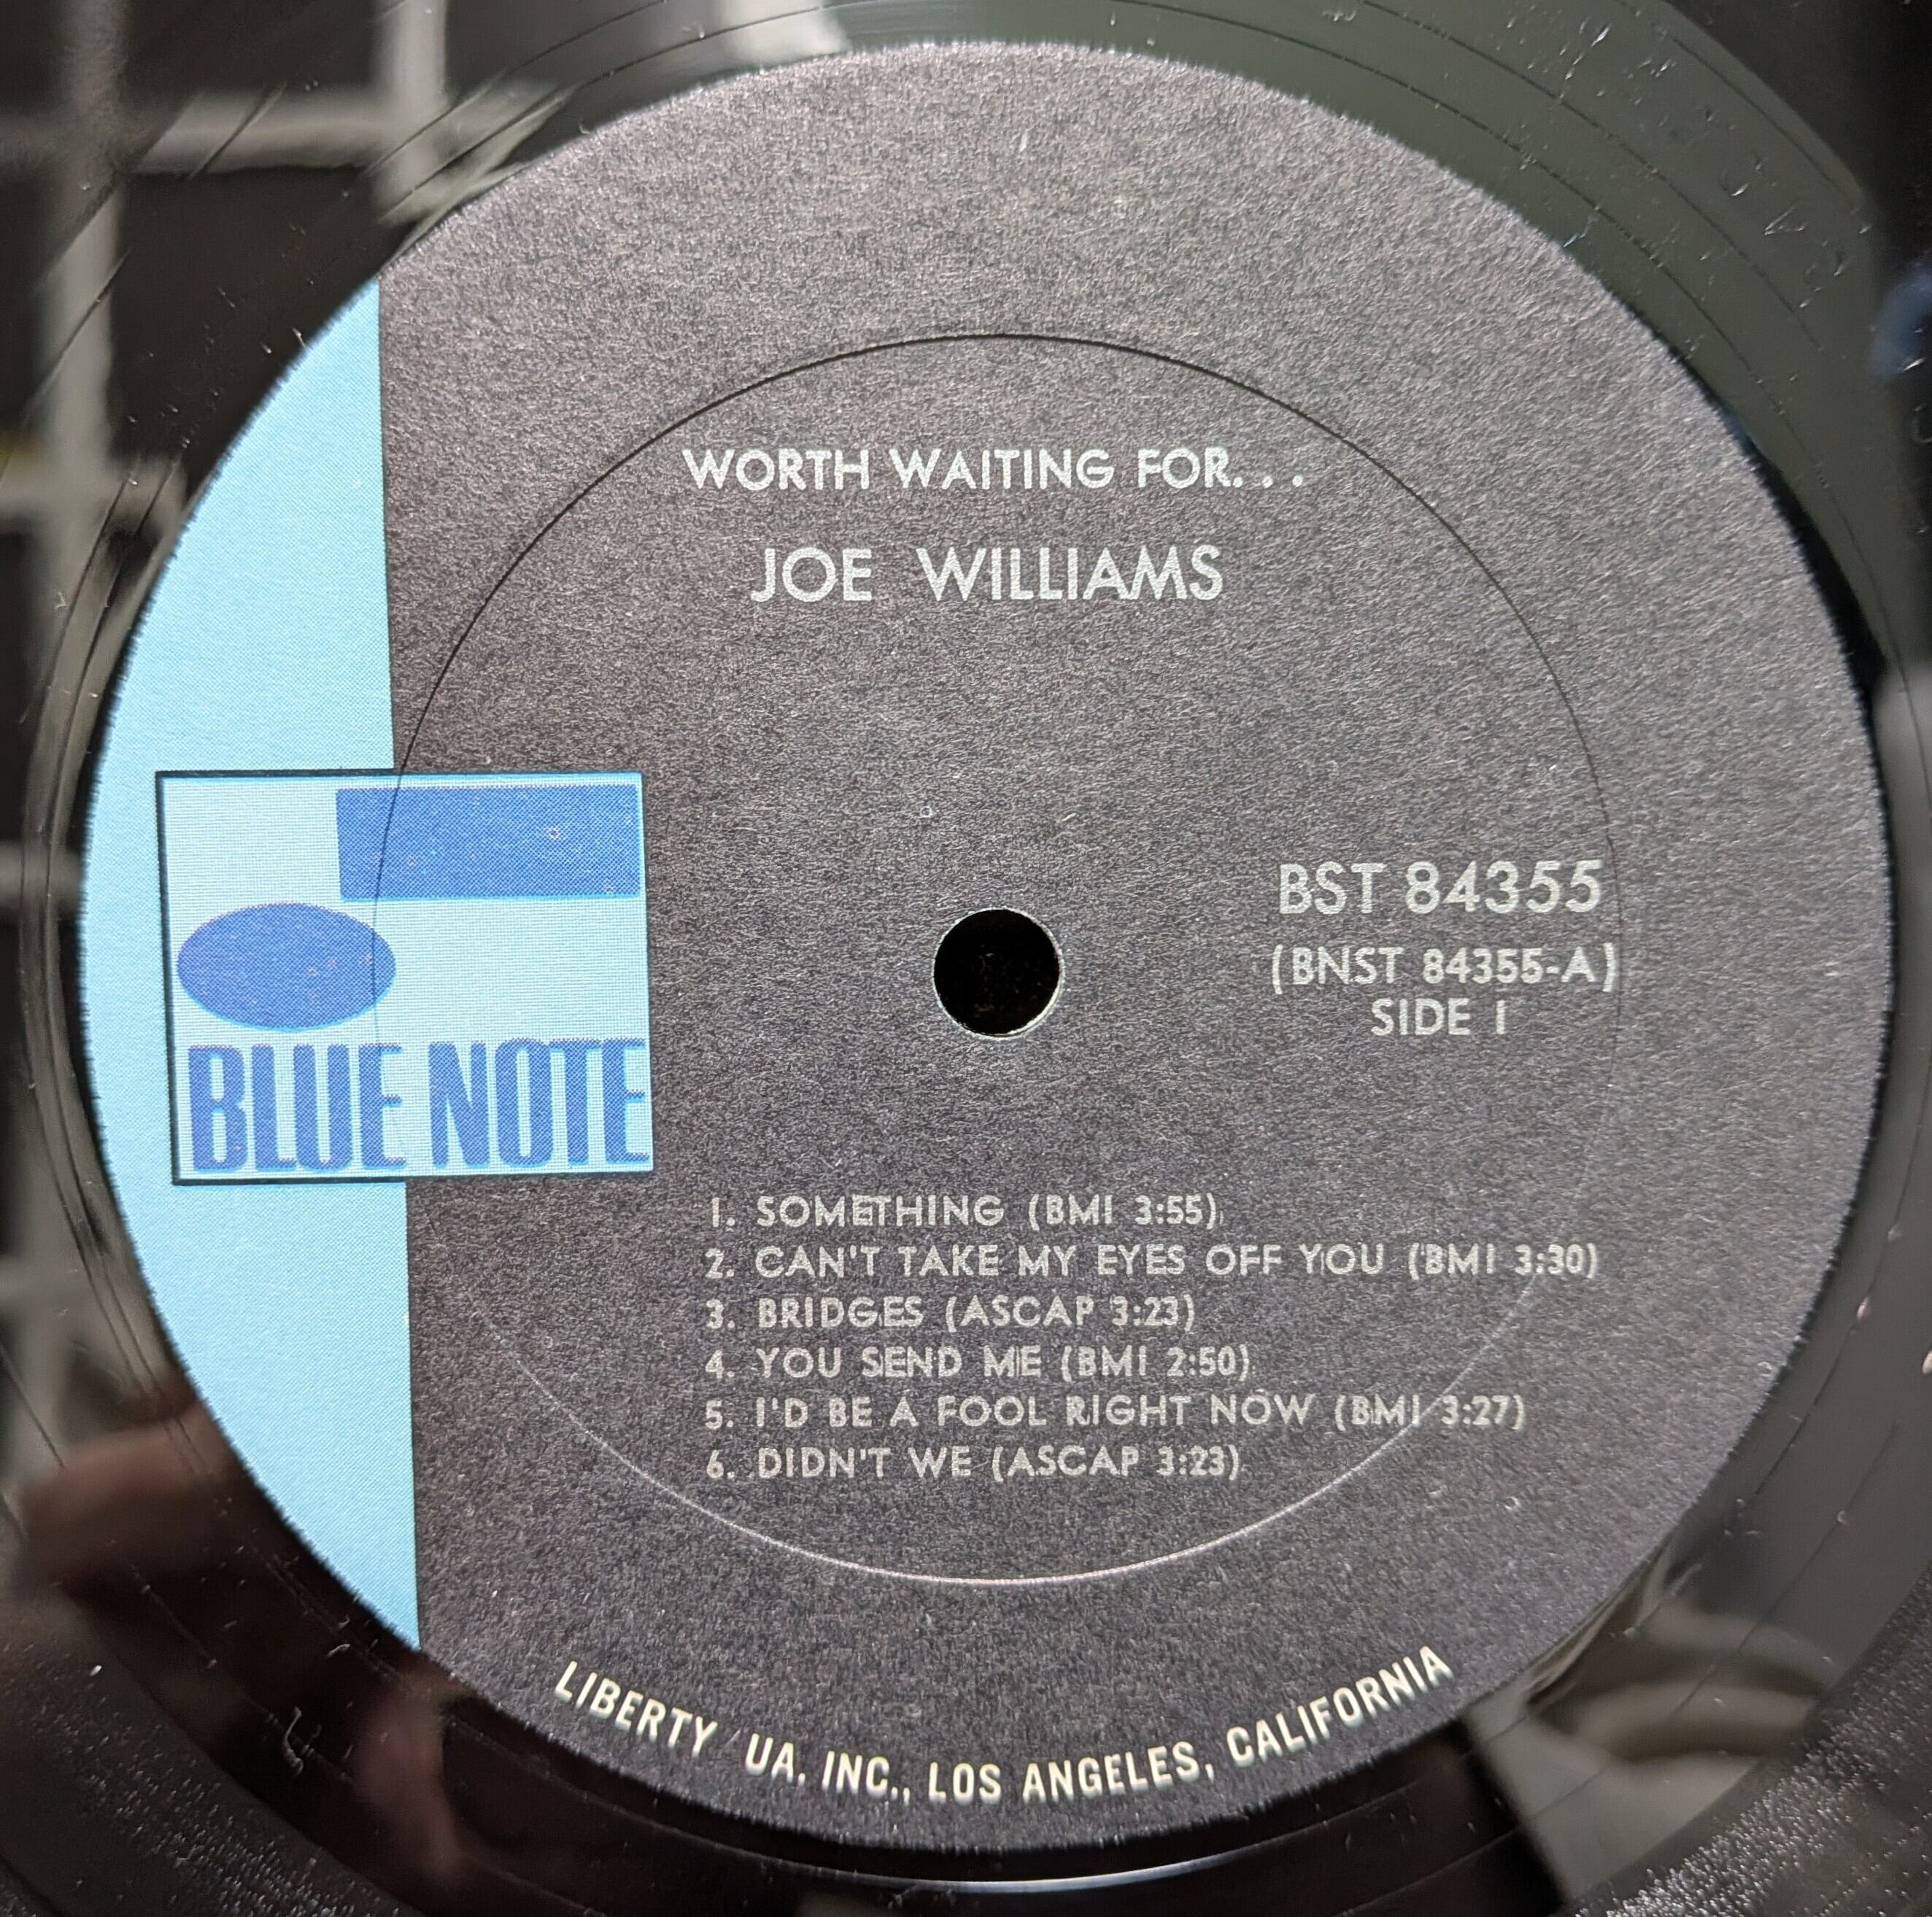 WORTH WAITING FOR. . .
JOE WILLIAMS
BST 84355
(BNST 84355-A)
SIDE 1
BLUE NOTE
1. SOMETHING (BMI 3:55)
2. CAN'T TAKE MY EYES OFF YOU (BMI 3:30)
3. BRIDGES (ASCAP 3:23)
4. YOU SEND ME (BMI 2:50)
5. I'D BE A FOOL RIGHT NOW (BMI 3:27)
6. DIDN'T WE (ASCAP 3:23)
LIBERTY / UA, INC., LOS ANGELES, CALIFORNIA